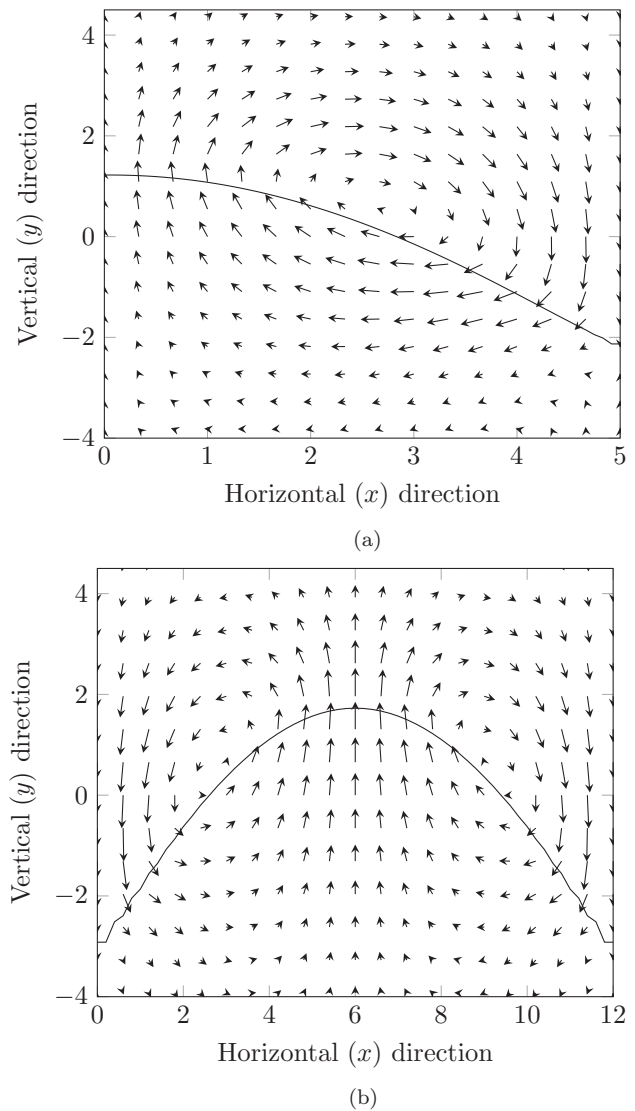 4
2
0
−2
−4
0 1 2 3 4 5
Vertical (y) direction
Horizontal (x) direction
(a)
4
2
0
−2
−4
0 2 4 6 8 10 12
Vertical (y) direction
Horizontal (x) direction
(b)